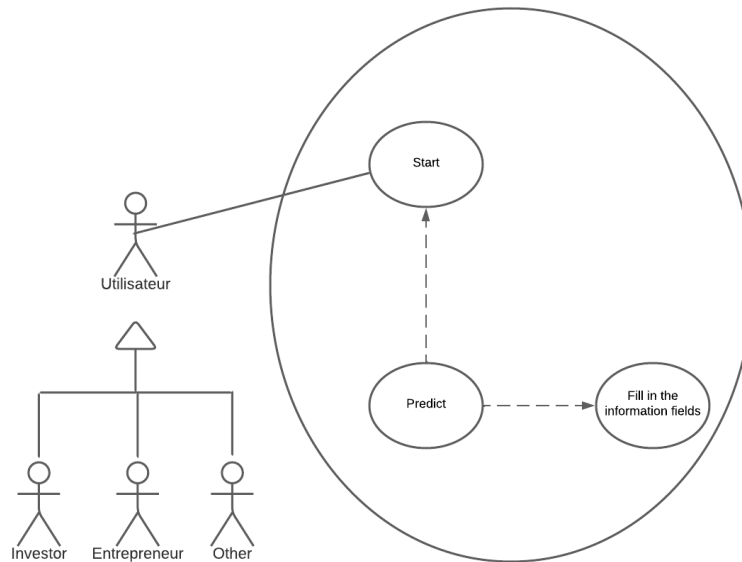 Start
Utilisateur
Predict
Fill in the
information fields
Investor
Entrepreneur
Other